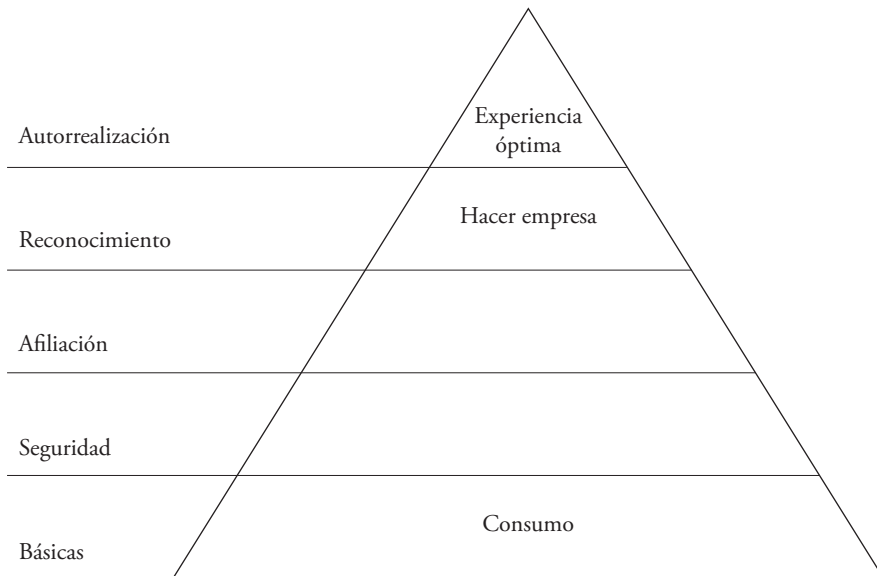 Autorrealización
Experiencia
óptima
Reconocimiento
Hacer empresa
Afiliación
Seguridad
Básicas
Consumo